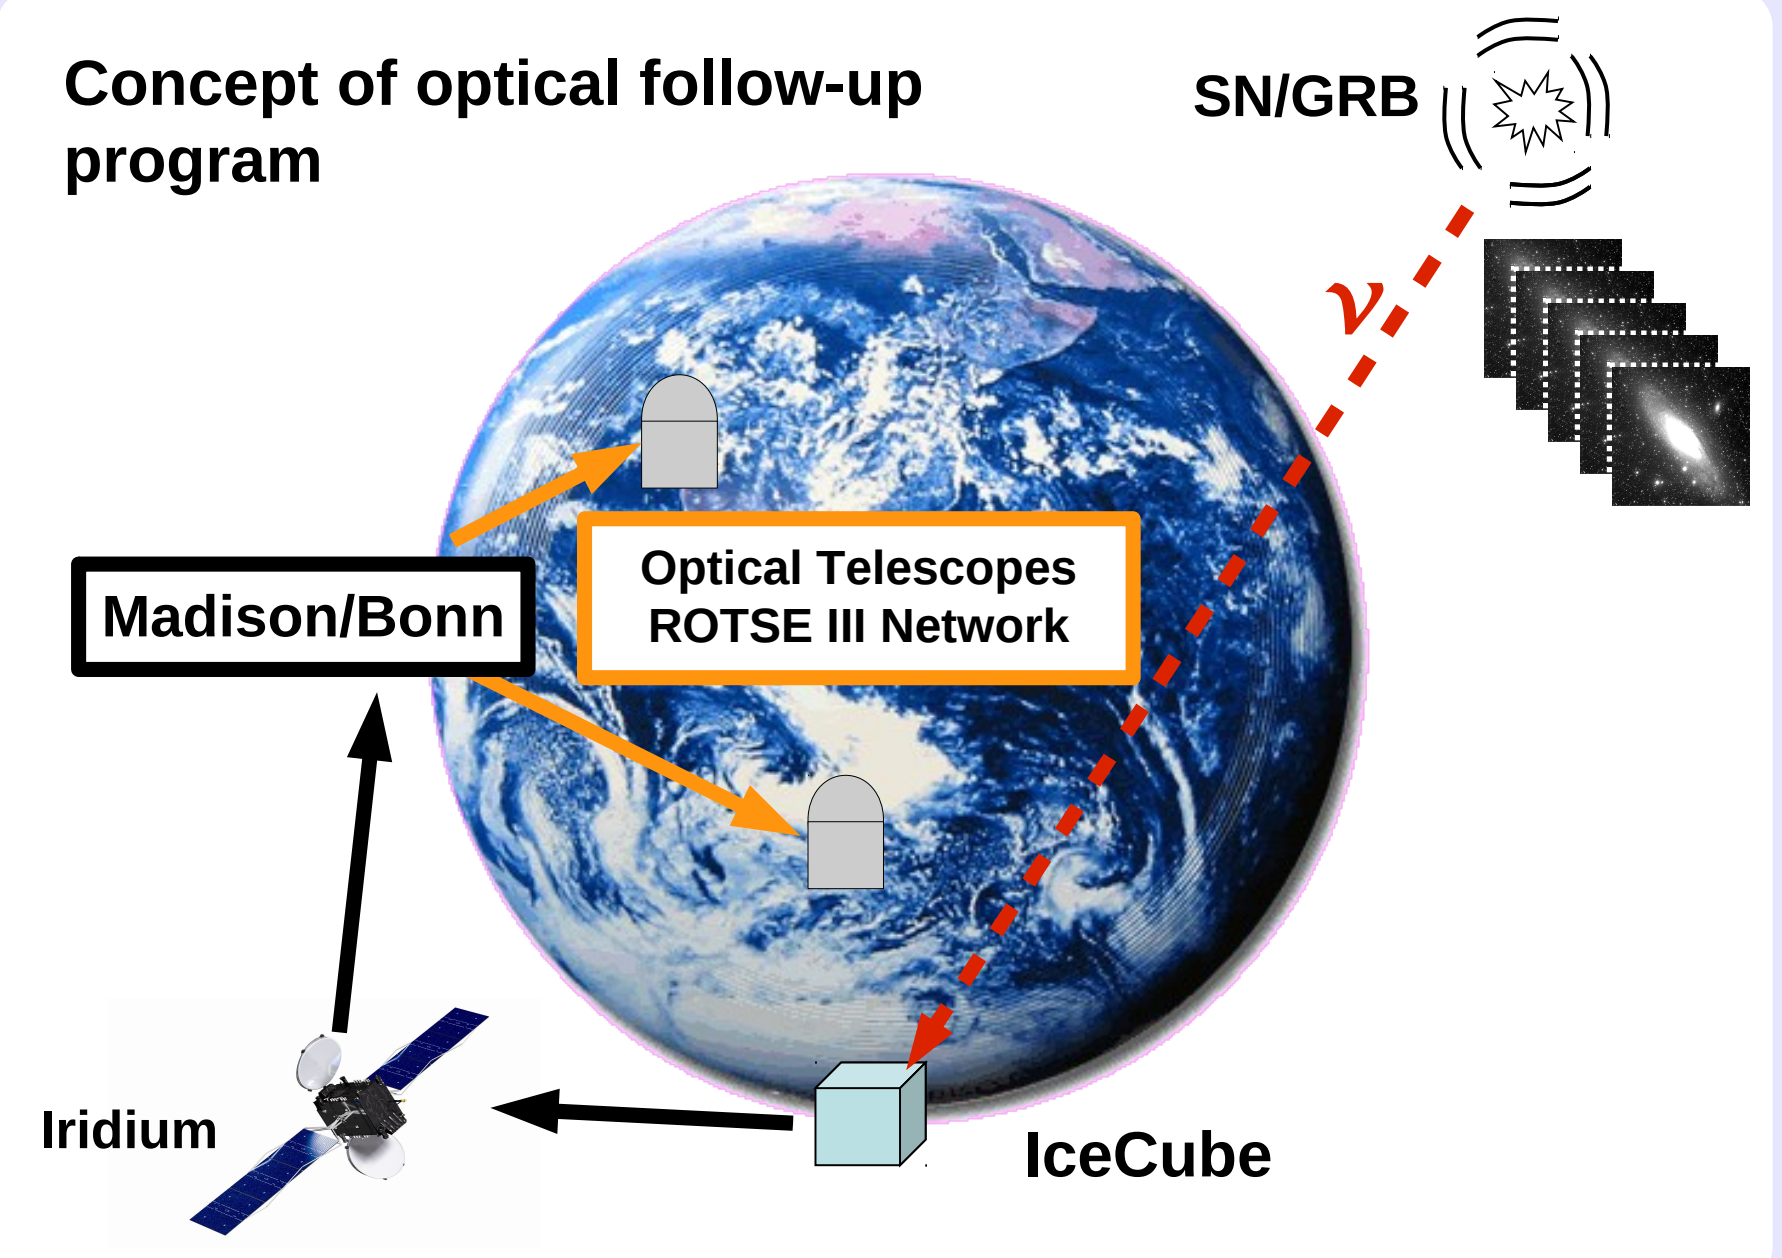 Concept of optical follow-up
program
SN/GRB
ν
Optical Telescopes
ROTSE III Network
Madison/Bonn
Iridium
IceCube